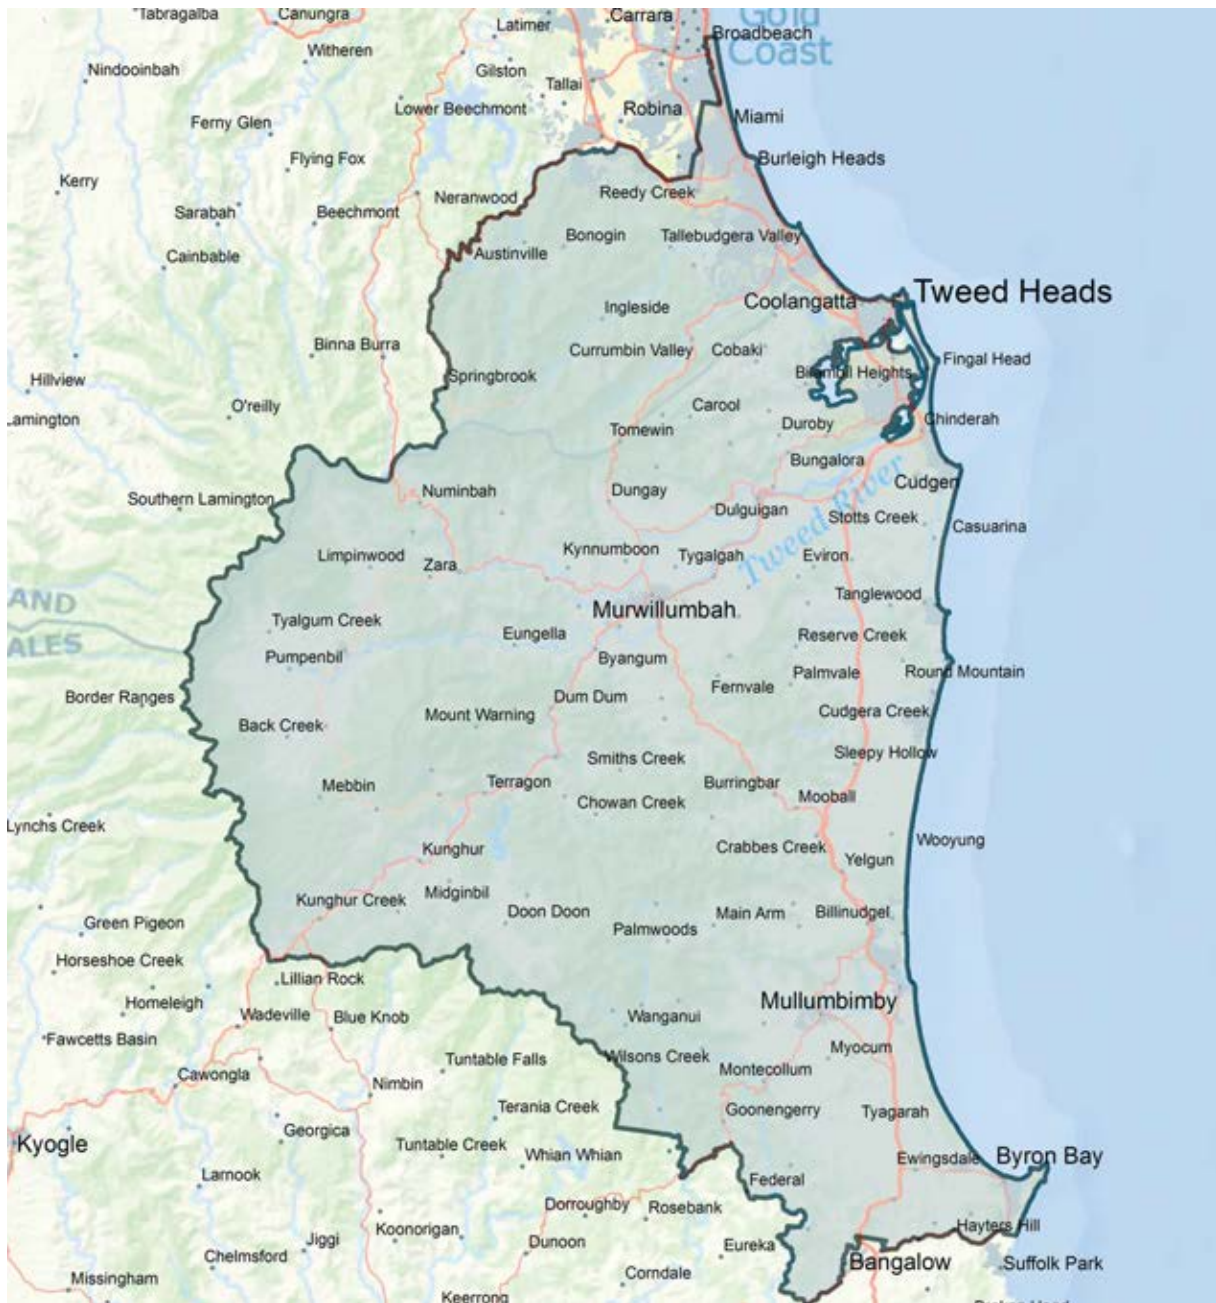 Tabragalba
Canungra
Latimer
Carrara
Gold
Coast
Broadbeach
Witheren
Nindooinbah
Gilston
Tallai
Lower Beechmont
Robina
Miami
Ferny Glen
Flying Fox
Burleigh Heads
Kerry
Neranwood
Reedy Creek
Sarabah
Beechmont
Bonogin
Tallebudgera Valley
Cainbable
Austinville
Tweed Heads
Coolangatta
Ingleside
Binna Burra
Currumbin Valley
Cobaki
Fingal Head
Hillview
Springbrook
Bilambil Heights
O'reilly
Carool
Lamington
Tomewin
Duroby
Chinderah
Bungalora
Southern Lamington
Numinbah
Dungay
Cudgen
Dulguigan
Stotts Creek
Casuarina
Tweed River
Limpinwood
Zara
Kynnumboon
Tygalgah
Eviron
AND
ALES
Murwillumbah
Tanglewood
Tyalgum Creek
Eungella
Reserve Creek
Pumpenbil
Byangum
Palmvale
Round Mountain
Border Ranges
Dum Dum
Fernvale
Back Creek
Mount Warning
Cudgera Creek
Smiths Creek
Sleepy Hollow
Mebbin
Terragon
Burringbar
Chowan Creek
Mooball
Lynchs Creek
Kunghur
Crabbes Creek
Wooyung
Yelgun
Kunghur Creek
Midginbil
Doon Doon
Main Arm
Billinudgel
Green Pigeon
Palmwoods
Horseshoe Creek
Lillian Rock
Homeleigh
Mullumbimby
Wadeville
Blue Knob
Wanganui
Fawcetts Basin
Tuntable Falls
Wilsons Creek
Myocum
Cawongla
Nimbin
Montecollum
Terania Creek
Goonengerry
Tyagarah
Kyogle
Georgica
Tuntable Creek
Whian Whian
Ewingsdale
Byron Bay
Larnook
Federal
Dorroughby
Rosebank
Koonorigan
Hayters Hill
Jiggi
Dunoon
Eureka
Chelmsford
Bangalow
Suffolk Park
Missingham
Corndale
Keerrong